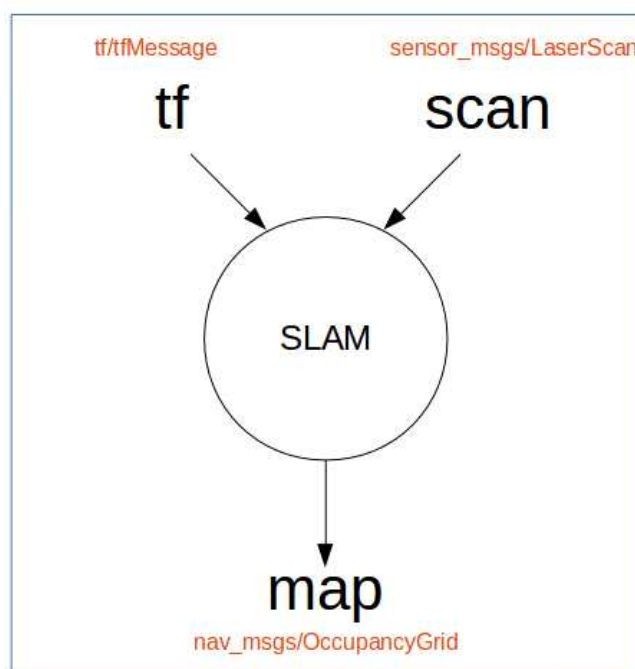 tf/tfMessage
sensor_msgs/LaserScan
tf
scan
SLAM
map
nav_msgs/OccupancyGrid